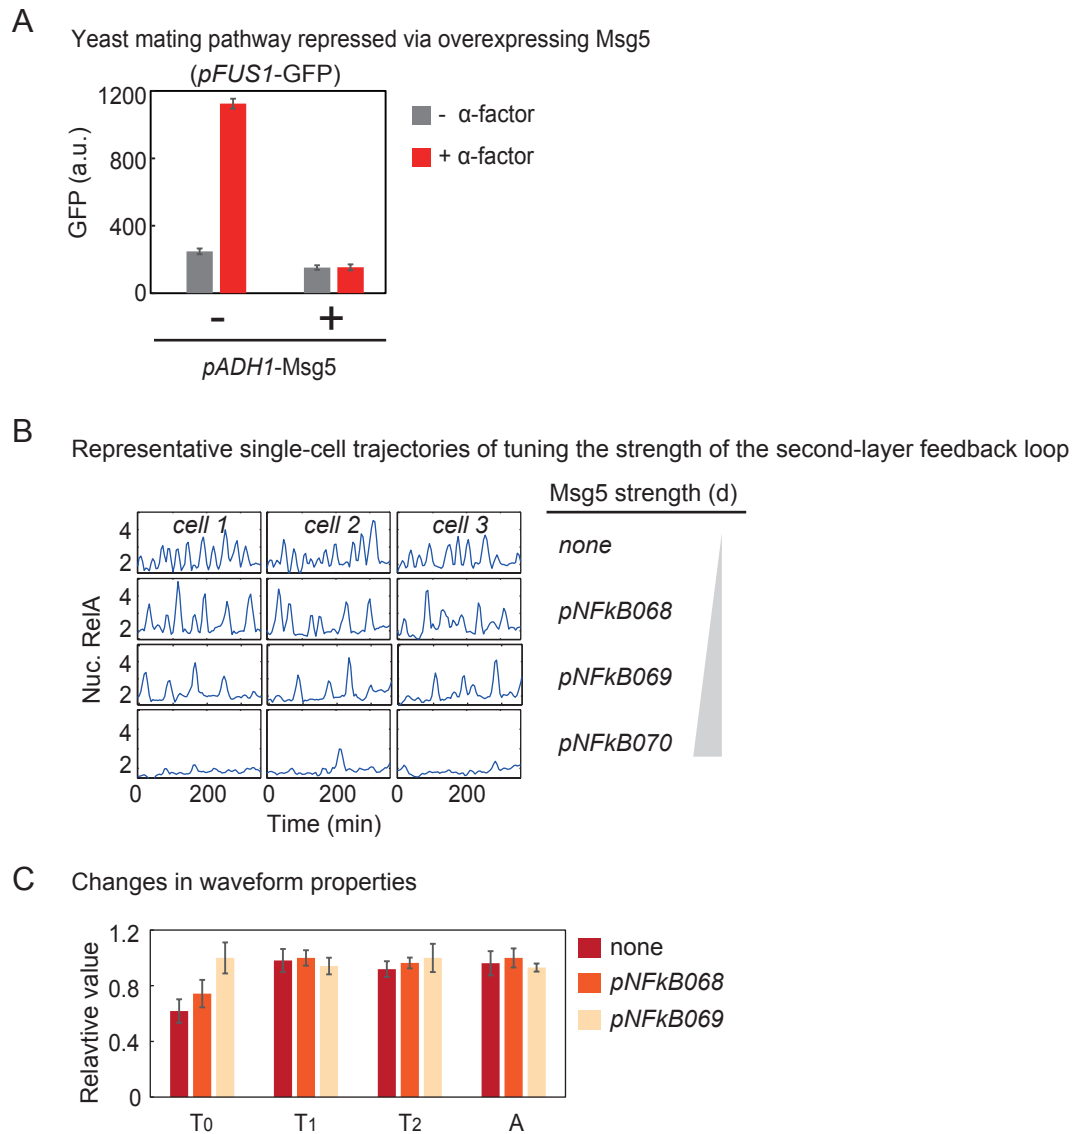 A
Yeast mating pathway repressed via overexpressing Msg5
(pFUS1-GFP)
1200
800
400
0
GFP (a.u.)
- α-factor
+ α-factor
- +
pADH1-Msg5
B
Representative single-cell trajectories of tuning the strength of the second-layer feedback loop
Msg5 strength (d)
cell 1 cell 2 cell 3
none
pNFkB068
pNFkB069
pNFkB070
Nuc. RelA
4
2
4
2
4
2
4
2
0 200 0 200 0 200
Time (min)
C
Changes in waveform properties
Relavtive value
1.2
0.8
0.4
0
none
pNFkB068
pNFkB069
T0 T1 T2 A